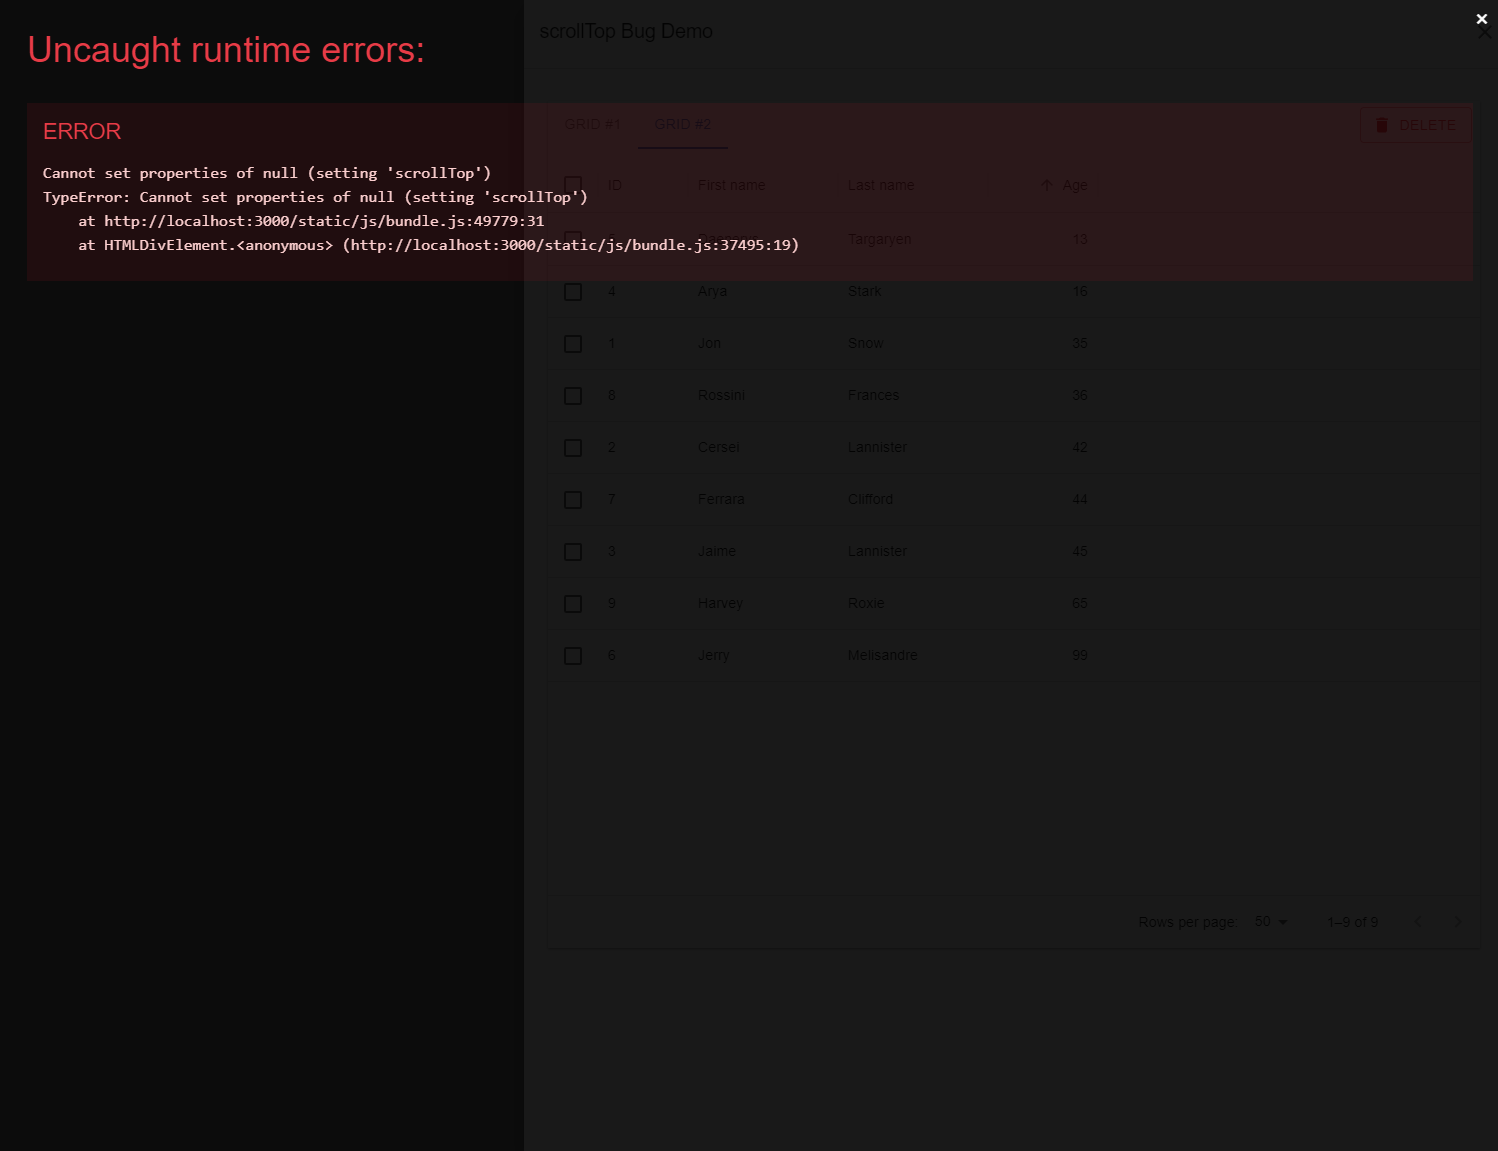 scrollTop Bug Demo
Uncaught runtime errors:
ERROR
Cannot set properties of null (setting 'scrollTop')
TypeError: Cannot set properties of null (setting 'scrollTop')
at http://localhost:3000/static/js/bundle.js:49779:31
at HTMLDivElement.<anonymous> (http://localhost:3000/static/js/bundle.js:37495:19)
GRID #1 GRID #2 DELETE
ID First name Last name Age
Targaryen 13
4 Arya Stark 16
1 Jon Snow 35
8 Rossini Frances 36
2 Cersei Lannister 42
7 Ferrara Clifford 44
3 Jaime Lannister 45
9 Harvey Roxie 65
6 Jerry Melisandre 99
Rows per page: 50 1–9 of 9